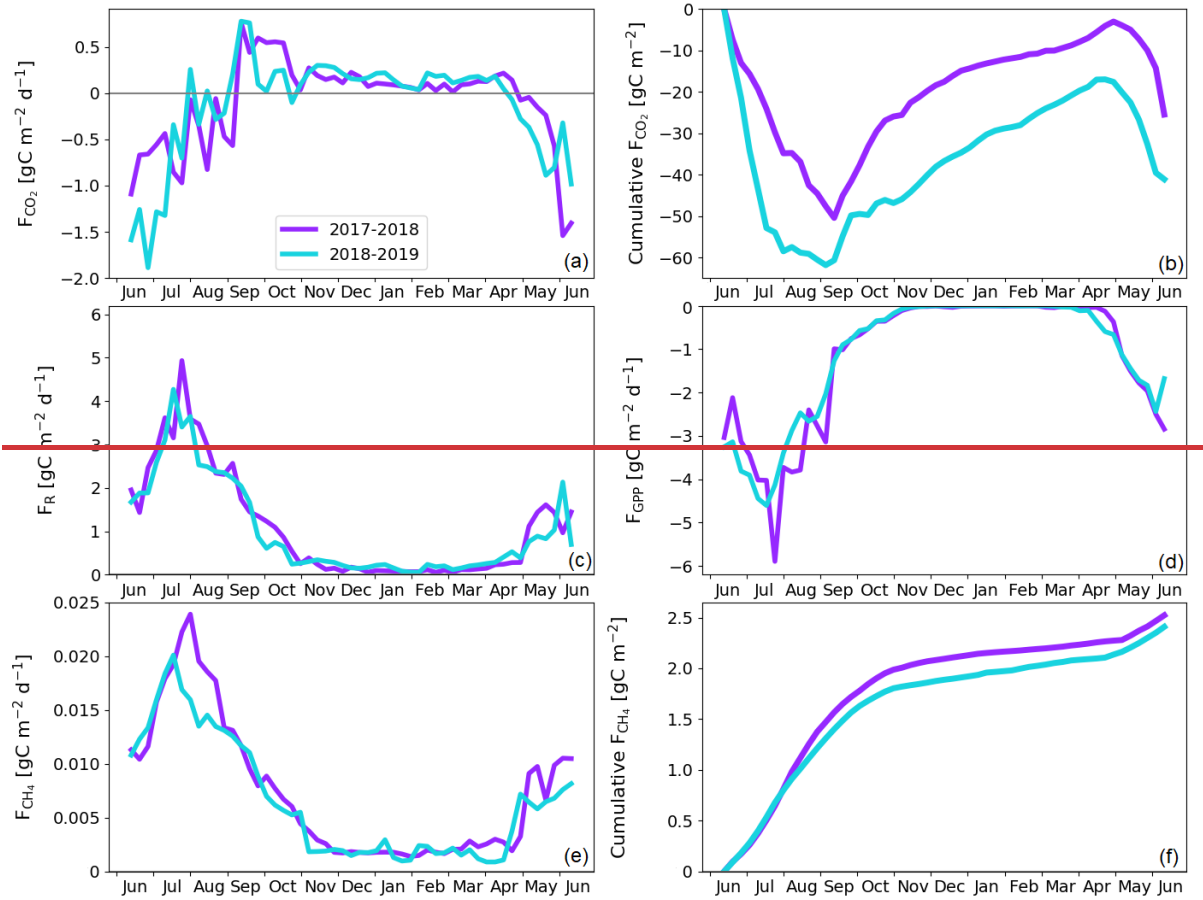 F_CO2 [gC m−2 d−1]
0.5
0
−0.5
−1.0
−1.5
−2.0
2017-2018
2018-2019
(a)
Jun Jul Aug Sep Oct Nov Dec Jan Feb Mar Apr May Jun
Cumulative F_CO2 [gC m−2]
0
−10
−20
−30
−40
−50
−60
(b)
Jun Jul Aug Sep Oct Nov Dec Jan Feb Mar Apr May Jun
F_R [gC m−2 d−1]
6
5
4
3
2
1
0
(c)
Jun Jul Aug Sep Oct Nov Dec Jan Feb Mar Apr May Jun
F_GPP [gC m−2 d−1]
0
−1
−2
−3
−4
−5
−6
(d)
Jun Jul Aug Sep Oct Nov Dec Jan Feb Mar Apr May Jun
F_CH4 [gC m−2 d−1]
0.025
0.020
0.015
0.010
0.005
0
(e)
Jun Jul Aug Sep Oct Nov Dec Jan Feb Mar Apr May Jun
Cumulative F_CH4 [gC m−2]
2.5
2.0
1.5
1.0
0.5
0
(f)
Jun Jul Aug Sep Oct Nov Dec Jan Feb Mar Apr May Jun